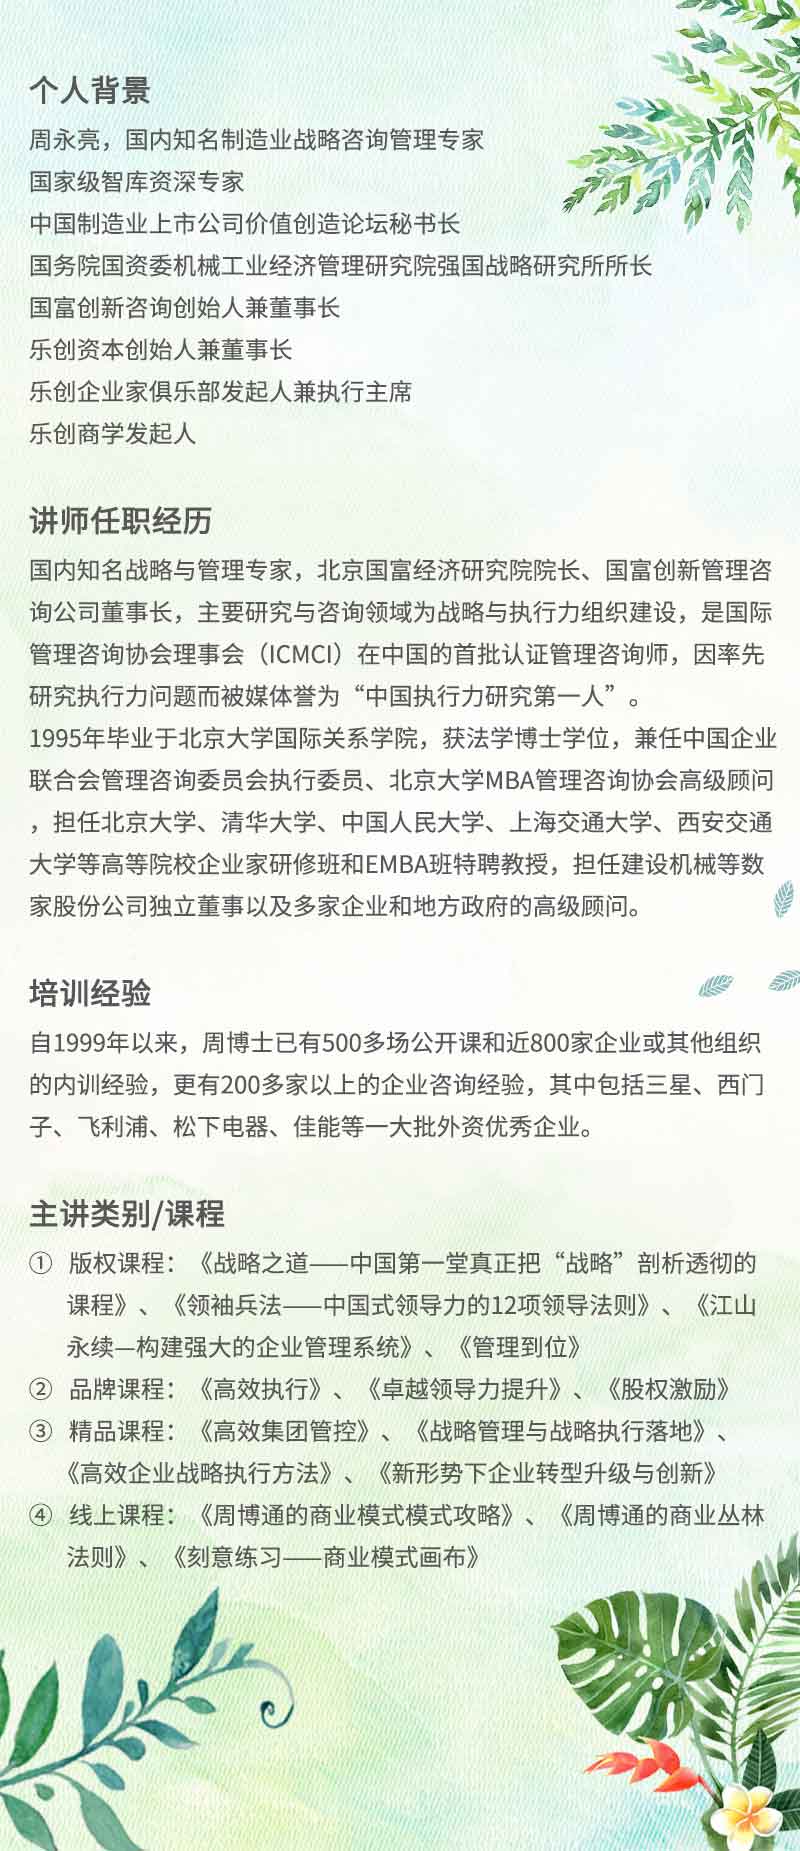 个人背景
周永亮，国内知名制造业战略咨询管理专家
国家级智库资深专家
中国制造业上市公司价值创造论坛秘书长
国务院国资委机械工业经济管理研究院强国战略研究所所长
国富创新咨询创始人兼董事长
乐创资本创始人兼董事长
乐创企业家俱乐部发起人兼执行主席
乐创商学发起人
讲师任职经历
国内知名战略与管理专家，北京国富经济研究院院长、国富创新管理咨
询公司董事长，主要研究与咨询领域为战略与执行力组织建设，是国际
管理咨询协会理事会（ICMCI）在中国的首批认证管理咨询师，因率先
研究执行力问题而被媒体誉为“中国执行力研究第一人”。
1995年毕业于北京大学国际关系学院，获法学博士学位，兼任中国企业
联合会管理咨询委员会执行委员、北京大学MBA管理咨询协会高级顾问
，担任北京大学、清华大学、中国人民大学、上海交通大学、西安交通
大学等高等院校企业家研修班和EMBA班特聘教授，担任建设机械等数
家股份公司独立董事以及多家企业和地方政府的高级顾问。
培训经验
自1999年以来，周博士已有500多场公开课和近800家企业或其他组织
的内训经验，更有200多家以上的企业咨询经验，其中包括三星、西门
子、飞利浦、松下电器、佳能等一大批外资优秀企业。
主讲类别/课程
① 版权课程：《战略之道——中国第一堂真正把“战略”剖析透彻的
课程》、《领袖兵法——中国式领导力的12项领导法则》、《江山
永续—构建强大的企业管理系统》、《管理到位》
② 品牌课程：《高效执行》、《卓越领导力提升》、《股权激励》
③ 精品课程：《高效集团管控》、《战略管理与战略执行落地》、
《高效企业战略执行方法》、《新形势下企业转型升级与创新》
④ 线上课程：《周博通的商业模式模式攻略》、《周博通的商业丛林
法则》、《刻意练习——商业模式画布》